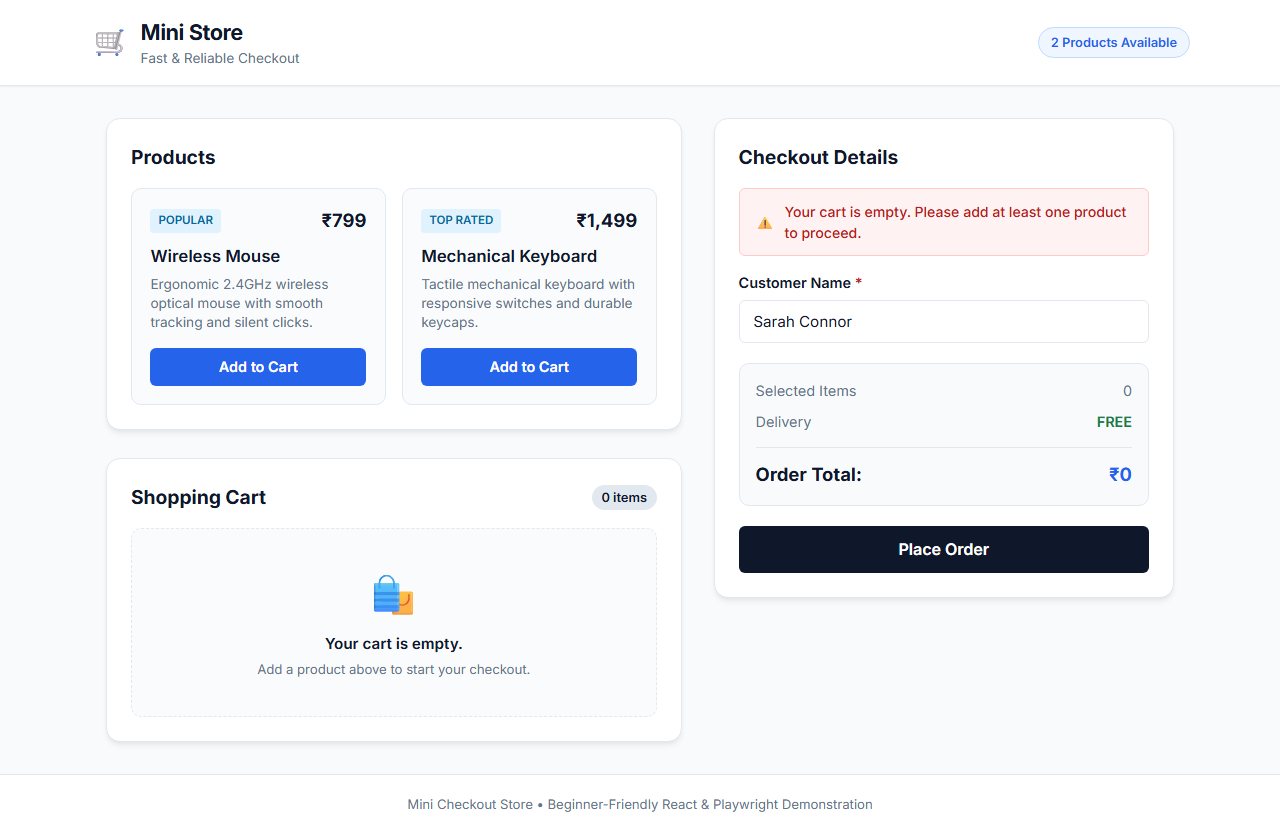 Mini Store
Fast & Reliable Checkout
2 Products Available
Products
POPULAR
₹799
Wireless Mouse
Ergonomic 2.4GHz wireless
optical mouse with smooth
tracking and silent clicks.
Add to Cart
TOP RATED
₹1,499
Mechanical Keyboard
Tactile mechanical keyboard with
responsive switches and durable
keycaps.
Add to Cart
Shopping Cart
0 items
Your cart is empty.
Add a product above to start your checkout.
Checkout Details
Your cart is empty. Please add at least one product
to proceed.
Customer Name *
Sarah Connor
Selected Items
0
Delivery
FREE
Order Total:
₹0
Place Order
Mini Checkout Store • Beginner-Friendly React & Playwright Demonstration